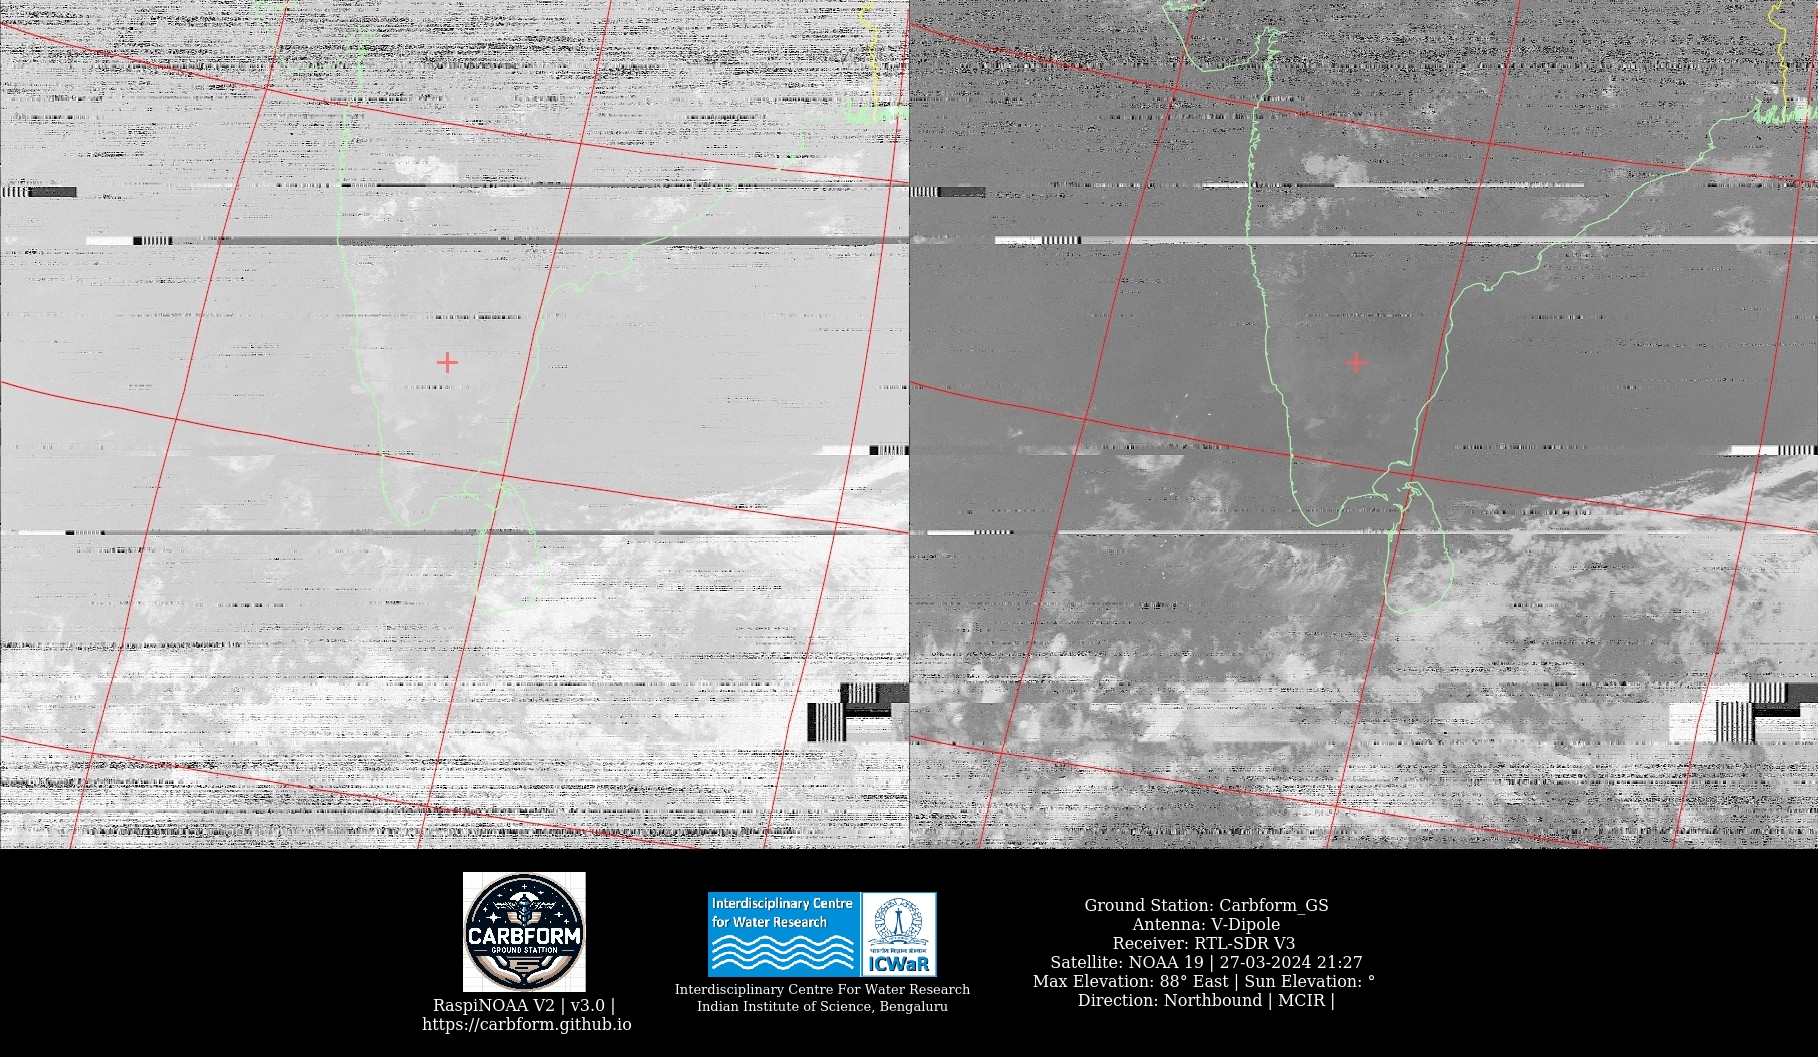 CARBFORM
GROUND STATION
RaspiNOAA V2 | v3.0 |
https://carbform.github.io
Interdisciplinary Centre
for Water Research
ICWaR
Interdisciplinary Centre For Water Research
Indian Institute of Science, Bengaluru
Ground Station: Carbform_GS
Antenna: V-Dipole
Receiver: RTL-SDR V3
Satellite: NOAA 19 | 27-03-2024 21:27
Max Elevation: 88° East | Sun Elevation: °
Direction: Northbound | MCIR |